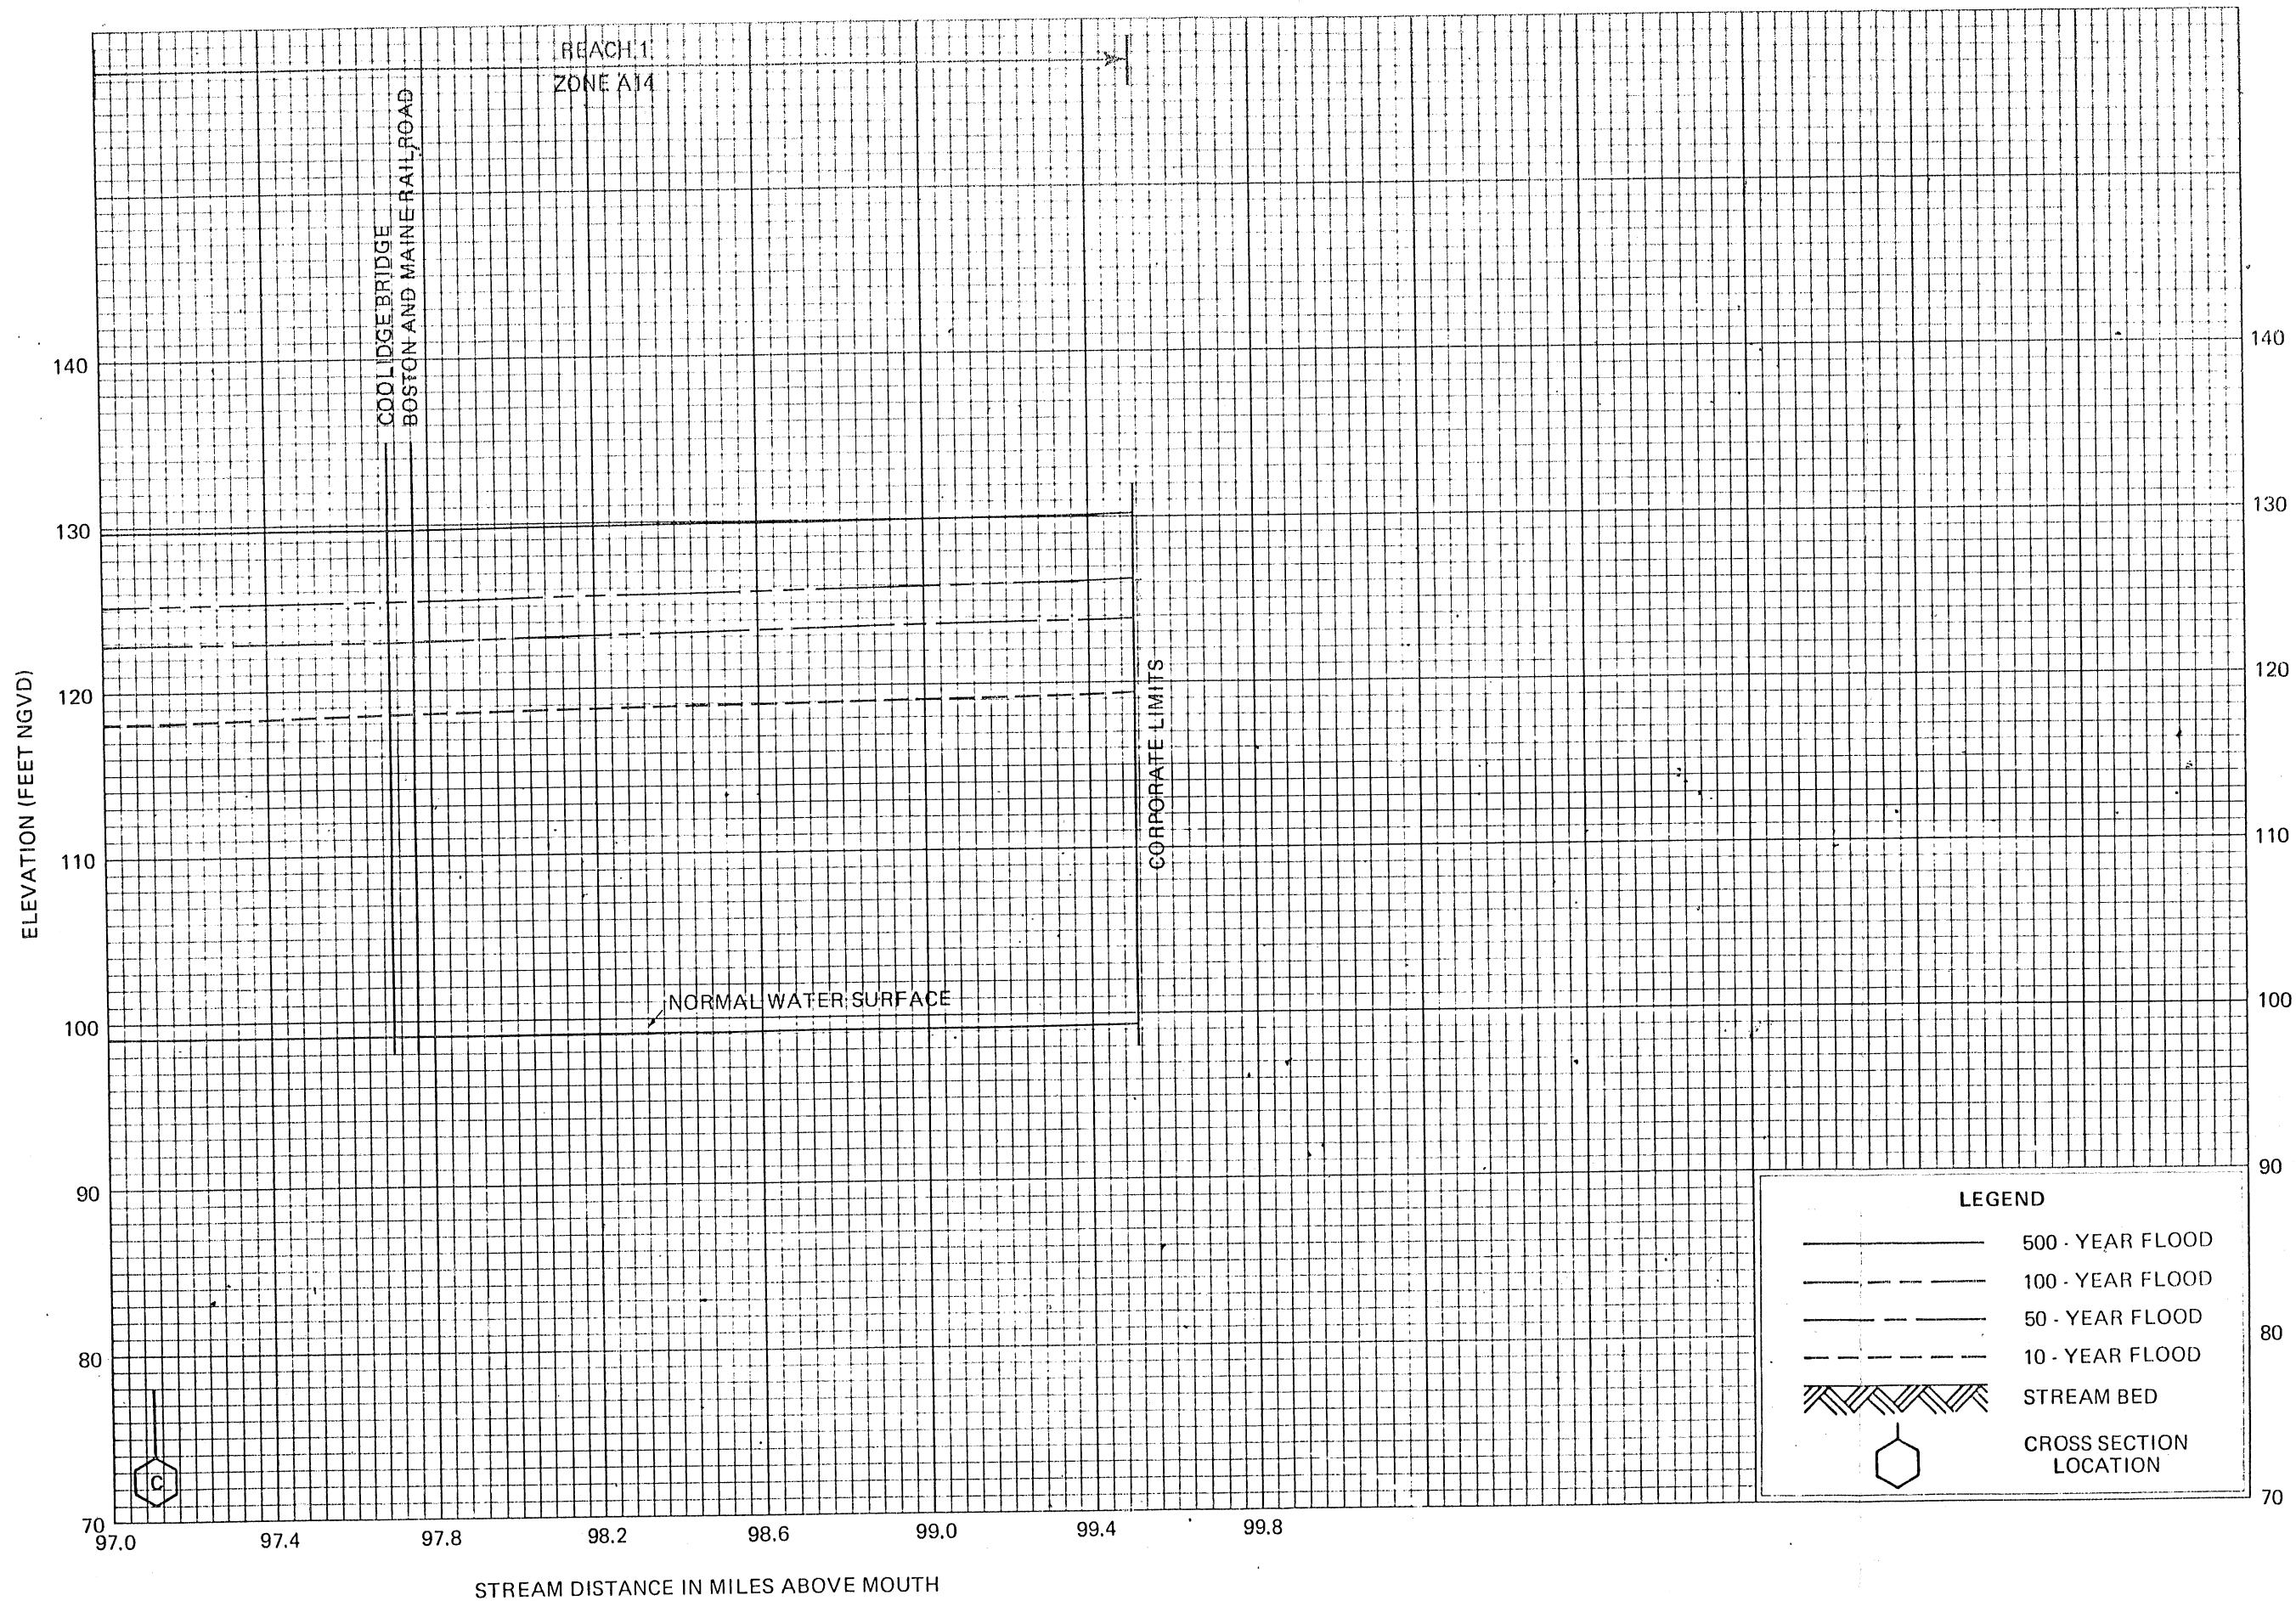 REACH 1
ZONE A14
COOLIDGE BRIDGE
BOSTON AND MAINE RAILROAD
140
130
120
110
100
90
80
70
ELEVATION (FEET NGVD)
140
130
120
110
100
90
80
70
CORPORATE LIMITS
NORMAL WATER SURFACE
C
97.0
97.4
97.8
98.2
98.6
99.0
99.4
99.8
STREAM DISTANCE IN MILES ABOVE MOUTH
LEGEND
500 - YEAR FLOOD
100 - YEAR FLOOD
50 - YEAR FLOOD
10 - YEAR FLOOD
STREAM BED
CROSS SECTION
LOCATION